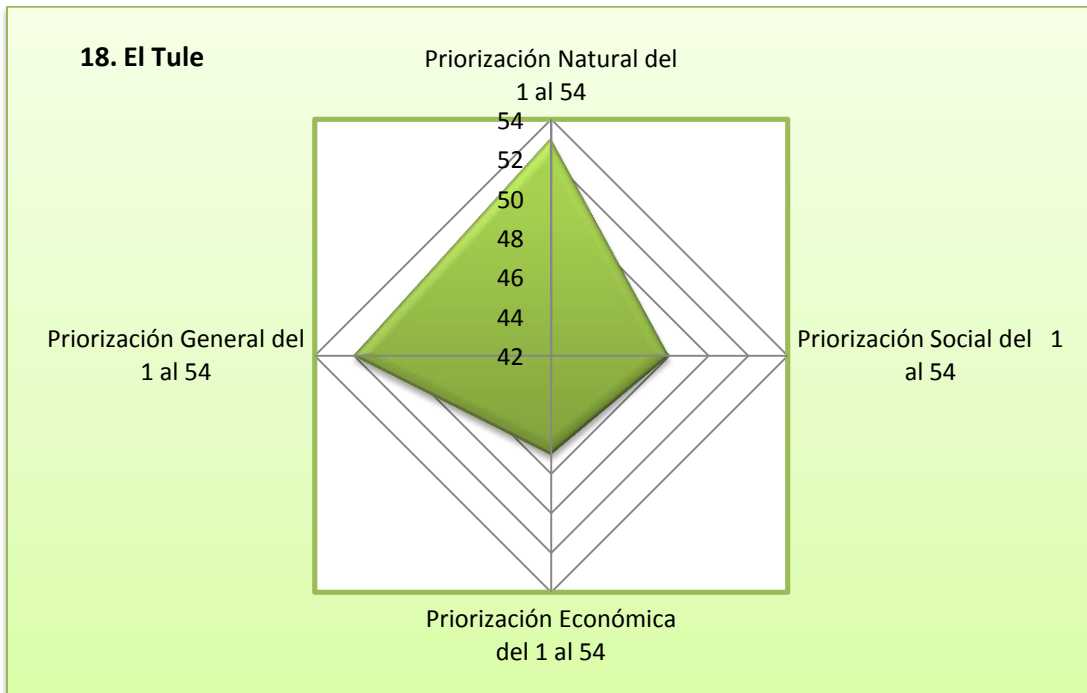 18. El Tule
Priorización Natural del
1 al 54
54
52
50
48
46
44
42
Priorización General del
1 al 54
Priorización Social del 1
al 54
Priorización Económica
del 1 al 54